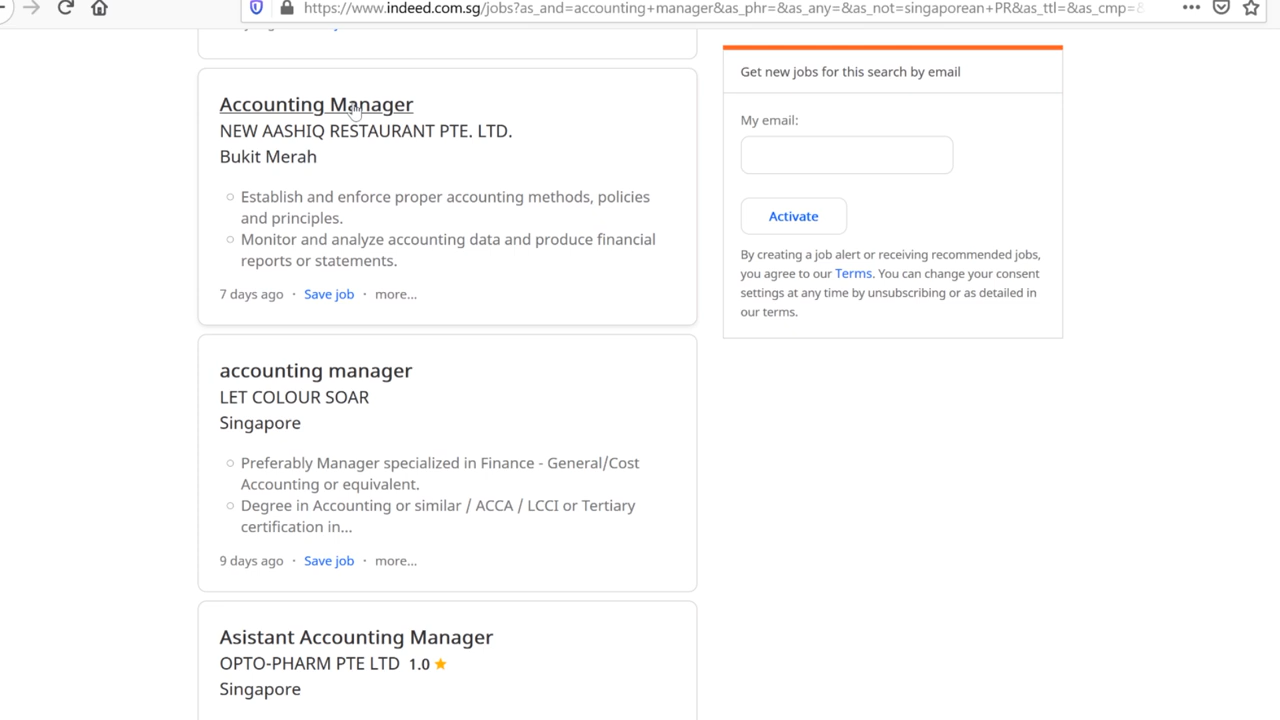 https://www.indeed.com.sg/jobs?as_and=accounting+manager&as_phr=&as_any=&as_not=singaporean+PR&as_ttl=&as_cmp=&
Accounting Manager
NEW AASHIQ RESTAURANT PTE. LTD.
Bukit Merah
Establish and enforce proper accounting methods, policies
and principles.
Monitor and analyze accounting data and produce financial
reports or statements.
7 days ago · Save job · more...
accounting manager
LET COLOUR SOAR
Singapore
Preferably Manager specialized in Finance - General/Cost
Accounting or equivalent.
Degree in Accounting or similar / ACCA / LCCI or Tertiary
certification in...
9 days ago · Save job · more...
Asistant Accounting Manager
OPTO-PHARM PTE LTD 1.0
Singapore
Get new jobs for this search by email
My email:
Activate
By creating a job alert or receiving recommended jobs,
you agree to our Terms. You can change your consent
settings at any time by unsubscribing or as detailed in
our terms.